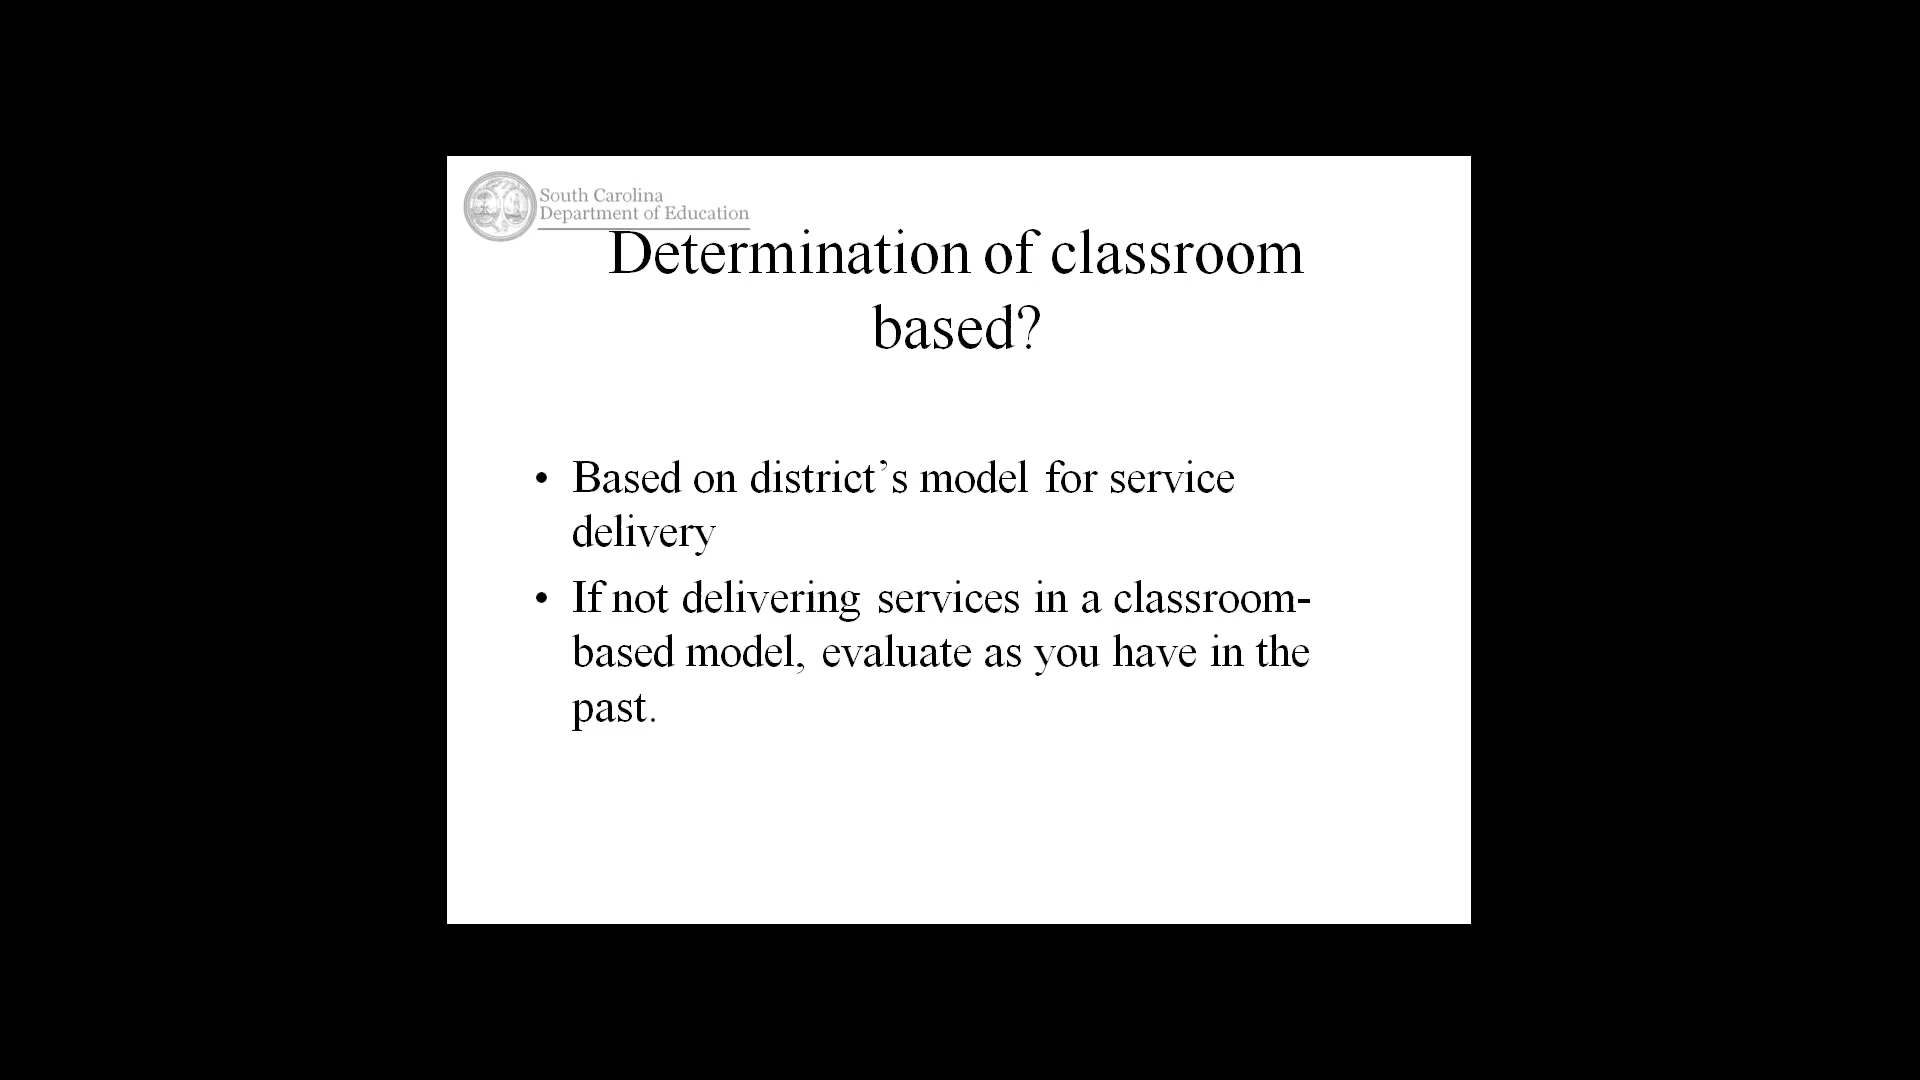 South Carolina
Department of Education
Determination of classroom
based?
• Based on district’s model for service
delivery
• If not delivering services in a classroom-
based model, evaluate as you have in the
past.